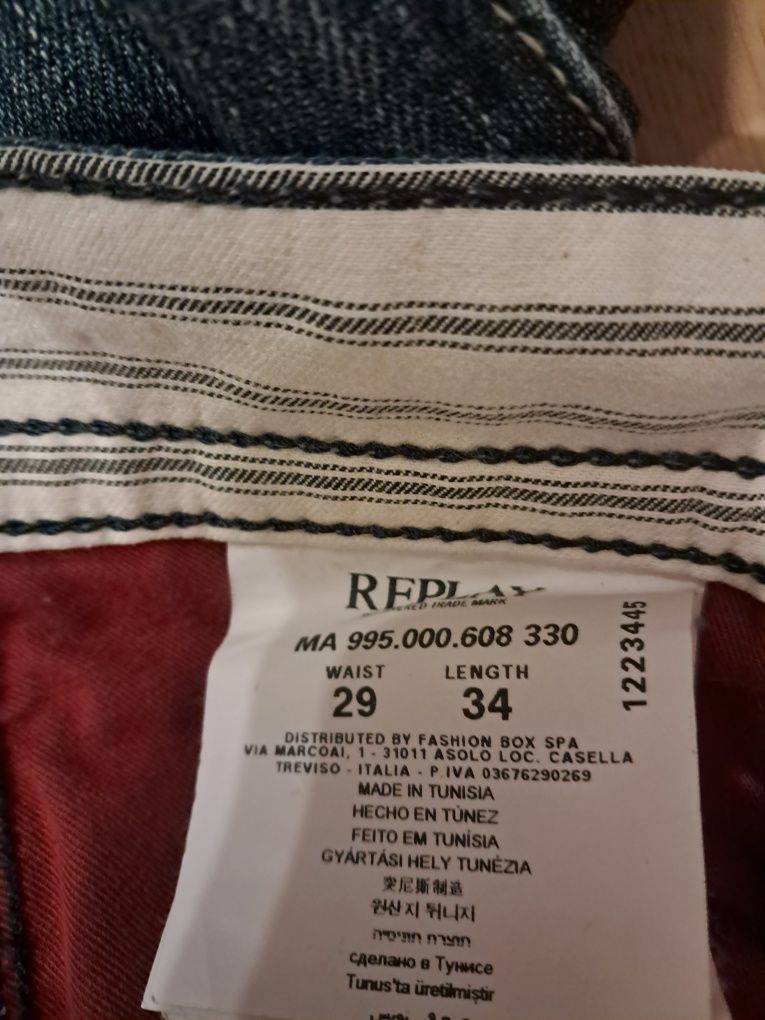 REPLAY
REGISTERED TRADE MARK
MA 995.000.608 330
WAIST LENGTH
29 34
1223445
DISTRIBUTED BY FASHION BOX SPA
VIA MARCOAI, 1 - 31011 ASOLO LOC. CASELLA
TREVISO - ITALIA - P.IVA 03676290269
MADE IN TUNISIA
HECHO EN TÚNEZ
FEITO EM TUNÍSIA
GYÁRTÁSI HELY TUNÉZIA
突尼斯制造
원산지 튀니지
תוצרת תוניסיה
сделано в Тунисе
Tunus'ta üretilmiştir